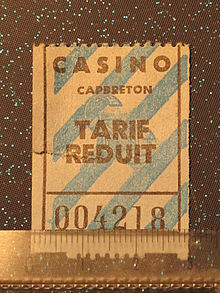 CASINO
CAPBRETON
TARIF
REDUIT
004218